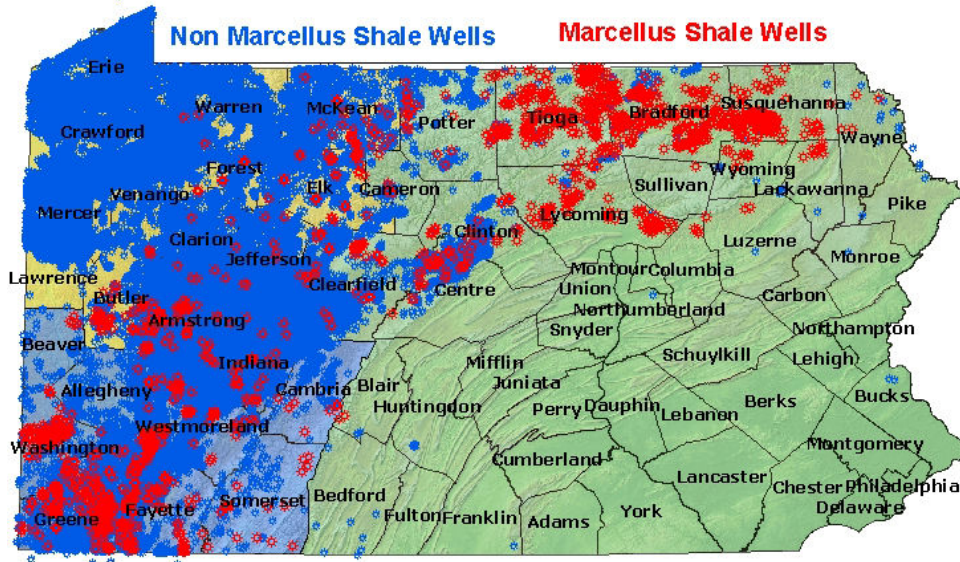 Non Marcellus Shale Wells
Marcellus Shale Wells
Erie
Warren
McKean
Potter
Tioga
Bradford
Susquehanna
Crawford
Wayne
Forest
Elk
Cameron
Sullivan
Wyoming
Lackawanna
Venango
Mercer
Pike
Clarion
Clinton
Lycoming
Luzerne
Jefferson
Monroe
Lawrence
Clearfield
Centre
Montour
Columbia
Union
Carbon
Butler
Northumberland
Armstrong
Snyder
Northampton
Beaver
Indiana
Mifflin
Schuylkill
Lehigh
Allegheny
Cambria
Blair
Juniata
Bucks
Huntingdon
Perry
Dauphin
Lebanon
Berks
Westmoreland
Washington
Montgomery
Cumberland
Lancaster
Somerset
Bedford
Chester
Philadelphia
Greene
Fayette
Fulton
Franklin
Adams
York
Delaware